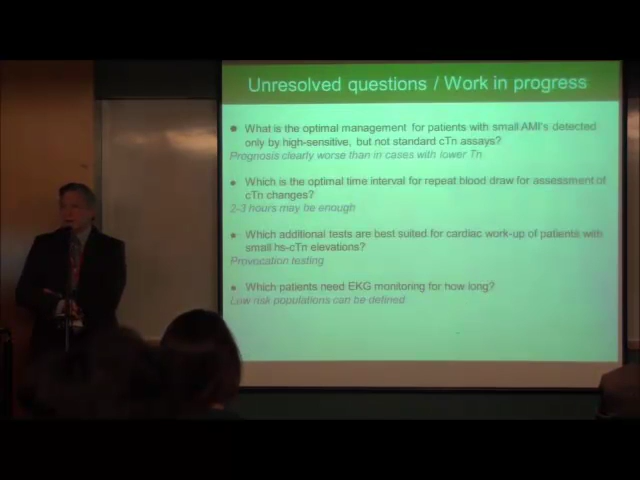 Unresolved questions / Work in progress
What is the optimal management for patients with small AMI's detected
only by high-sensitive, but not standard cTn assays?
Prognosis clearly worse than in cases with lower Tn
Which is the optimal time interval for repeat blood draw for assessment of
cTn changes?
2-3 hours may be enough
Which additional tests are best suited for cardiac work-up of patients with
small hs-cTn elevations?
Provocation testing
Which patients need EKG monitoring for how long?
Low risk populations can be defined